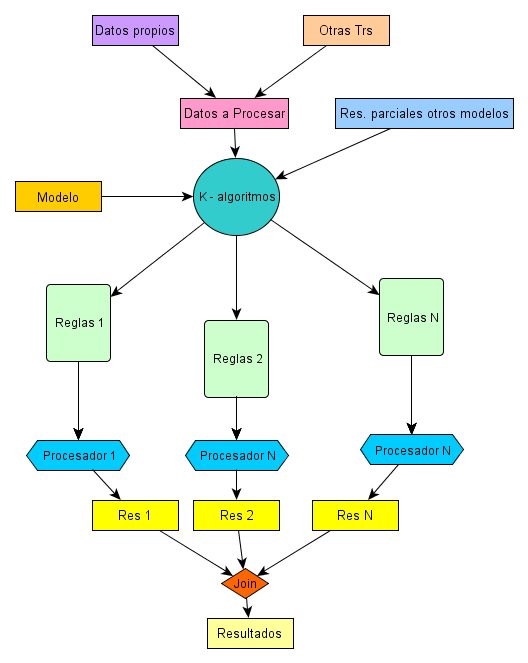 Datos propios
Otras Trs
Datos a Procesar
Res. parciales otros modelos
Modelo
K - algoritmos
Reglas 1
Reglas 2
Reglas N
Procesador 1
Procesador N
Procesador N
Res 1
Res 2
Res N
Join
Resultados